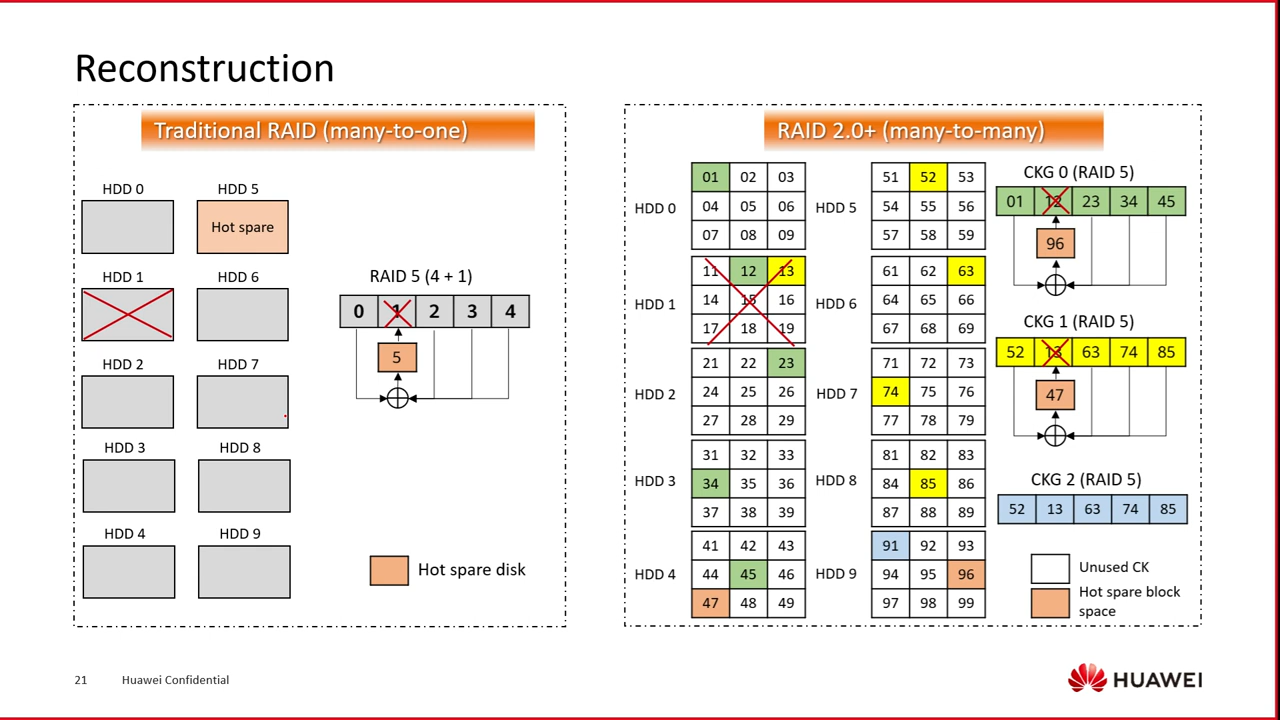 Reconstruction
Traditional RAID (many-to-one)
HDD 0
HDD 5
Hot spare
HDD 1
HDD 6
HDD 2
HDD 7
HDD 3
HDD 8
HDD 4
HDD 9
RAID 5 (4 + 1)
0 1 2 3 4
5
Hot spare disk
RAID 2.0+ (many-to-many)
HDD 0
01 02 03
04 05 06
07 08 09
HDD 1
11 12 13
14 15 16
17 18 19
HDD 2
21 22 23
24 25 26
27 28 29
HDD 3
31 32 33
34 35 36
37 38 39
HDD 4
41 42 43
44 45 46
47 48 49
HDD 5
51 52 53
54 55 56
57 58 59
HDD 6
61 62 63
64 65 66
67 68 69
HDD 7
71 72 73
74 75 76
77 78 79
HDD 8
81 82 83
84 85 86
87 88 89
HDD 9
91 92 93
94 95 96
97 98 99
CKG 0 (RAID 5)
01 12 23 34 45
96
CKG 1 (RAID 5)
52 13 63 74 85
47
CKG 2 (RAID 5)
52 13 63 74 85
Unused CK
Hot spare block
space
21
Huawei Confidential
HUAWEI